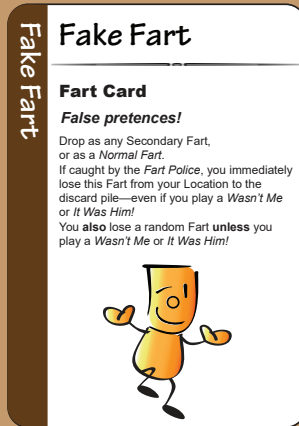 Fake Fart
Fake Fart
Fart Card
False pretences!
Drop as any Secondary Fart,
or as a Normal Fart.
If caught by the Fart Police, you immediately
lose this Fart from your Location to the
discard pile—even if you play a Wasn't Me
or It Was Him!
You also lose a random Fart unless you
play a Wasn't Me or It Was Him!